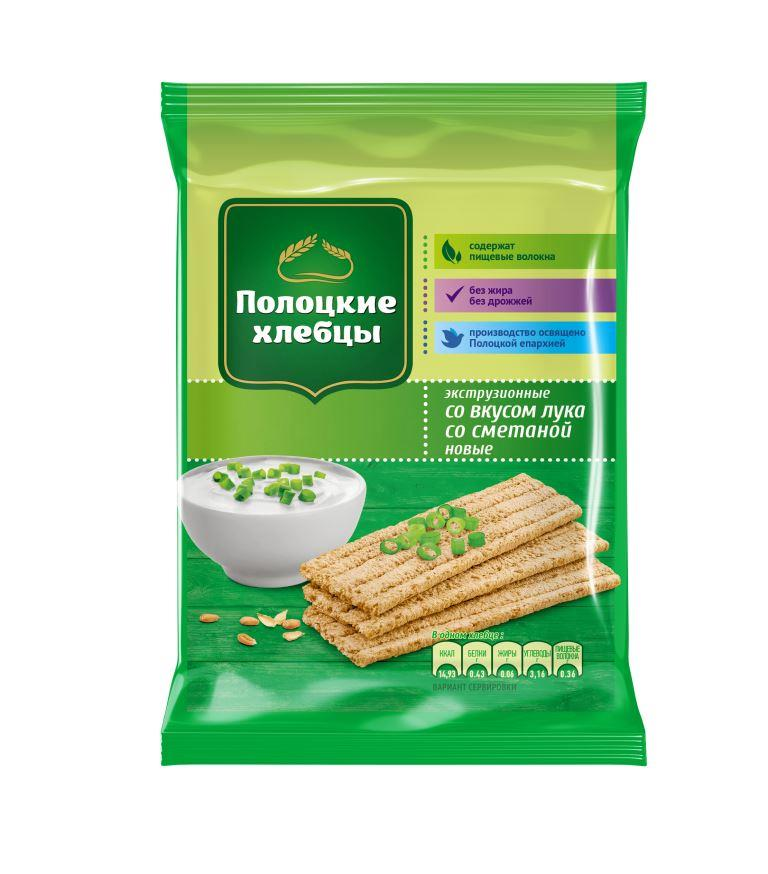 Полоцкие
хлебцы
содержат
пищевые волокна
без жира
без дрожжей
производство освящено
Полоцкой епархией
экструзионные
со вкусом лука
со сметаной
новые
В одном хлебце:
ККАЛ БЕЛКИ г ЖИРЫ г УГЛЕВОДЫ г ПИЩЕВЫЕ ВОЛОКНА
14,93 0.43 0.06 3,16 0.36
ВАРИАНТ СЕРВИРОВКИ